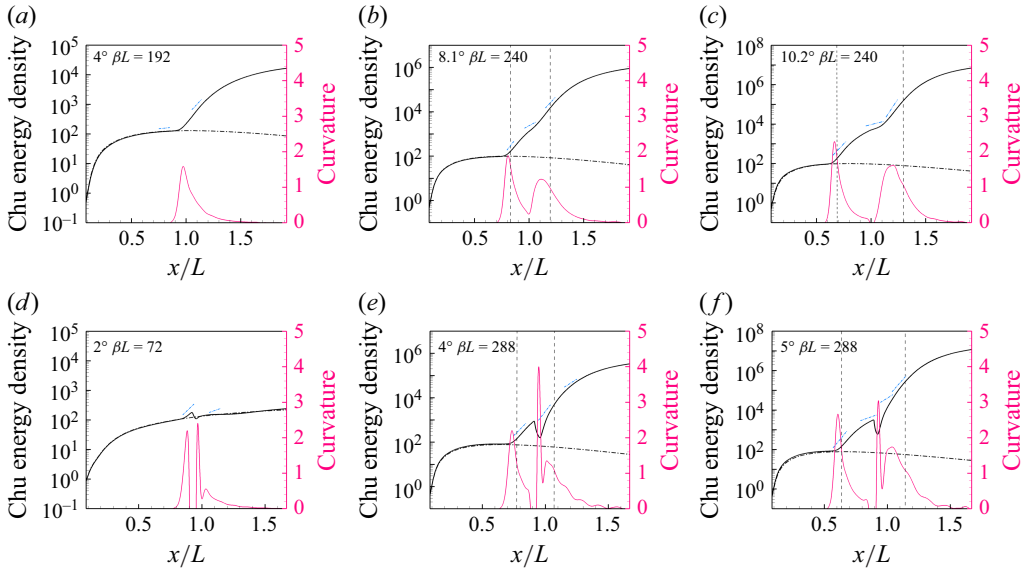 (a)
(b)
(c)
4° βL = 192
8.1° βL = 240
10.2° βL = 240
Chu energy density
10^5
10^4
10^3
10^2
10^1
10^0
10^-1
5
4
3
2
1
0
Curvature
0.5
1.0
1.5
x/L
Chu energy density
10^6
10^4
10^2
10^0
5
4
3
2
1
0
Curvature
0.5
1.0
1.5
x/L
Chu energy density
10^8
10^6
10^4
10^2
10^0
5
4
3
2
1
0
Curvature
0.5
1.0
1.5
x/L
(d)
(e)
(f)
2° βL = 72
4° βL = 288
5° βL = 288
Chu energy density
10^5
10^4
10^3
10^2
10^1
10^0
10^-1
5
4
3
2
1
0
Curvature
0.5
1.0
1.5
x/L
Chu energy density
10^6
10^4
10^2
10^0
5
4
3
2
1
0
Curvature
0.5
1.0
1.5
x/L
Chu energy density
10^8
10^6
10^4
10^2
10^0
5
4
3
2
1
0
Curvature
0.5
1.0
1.5
x/L